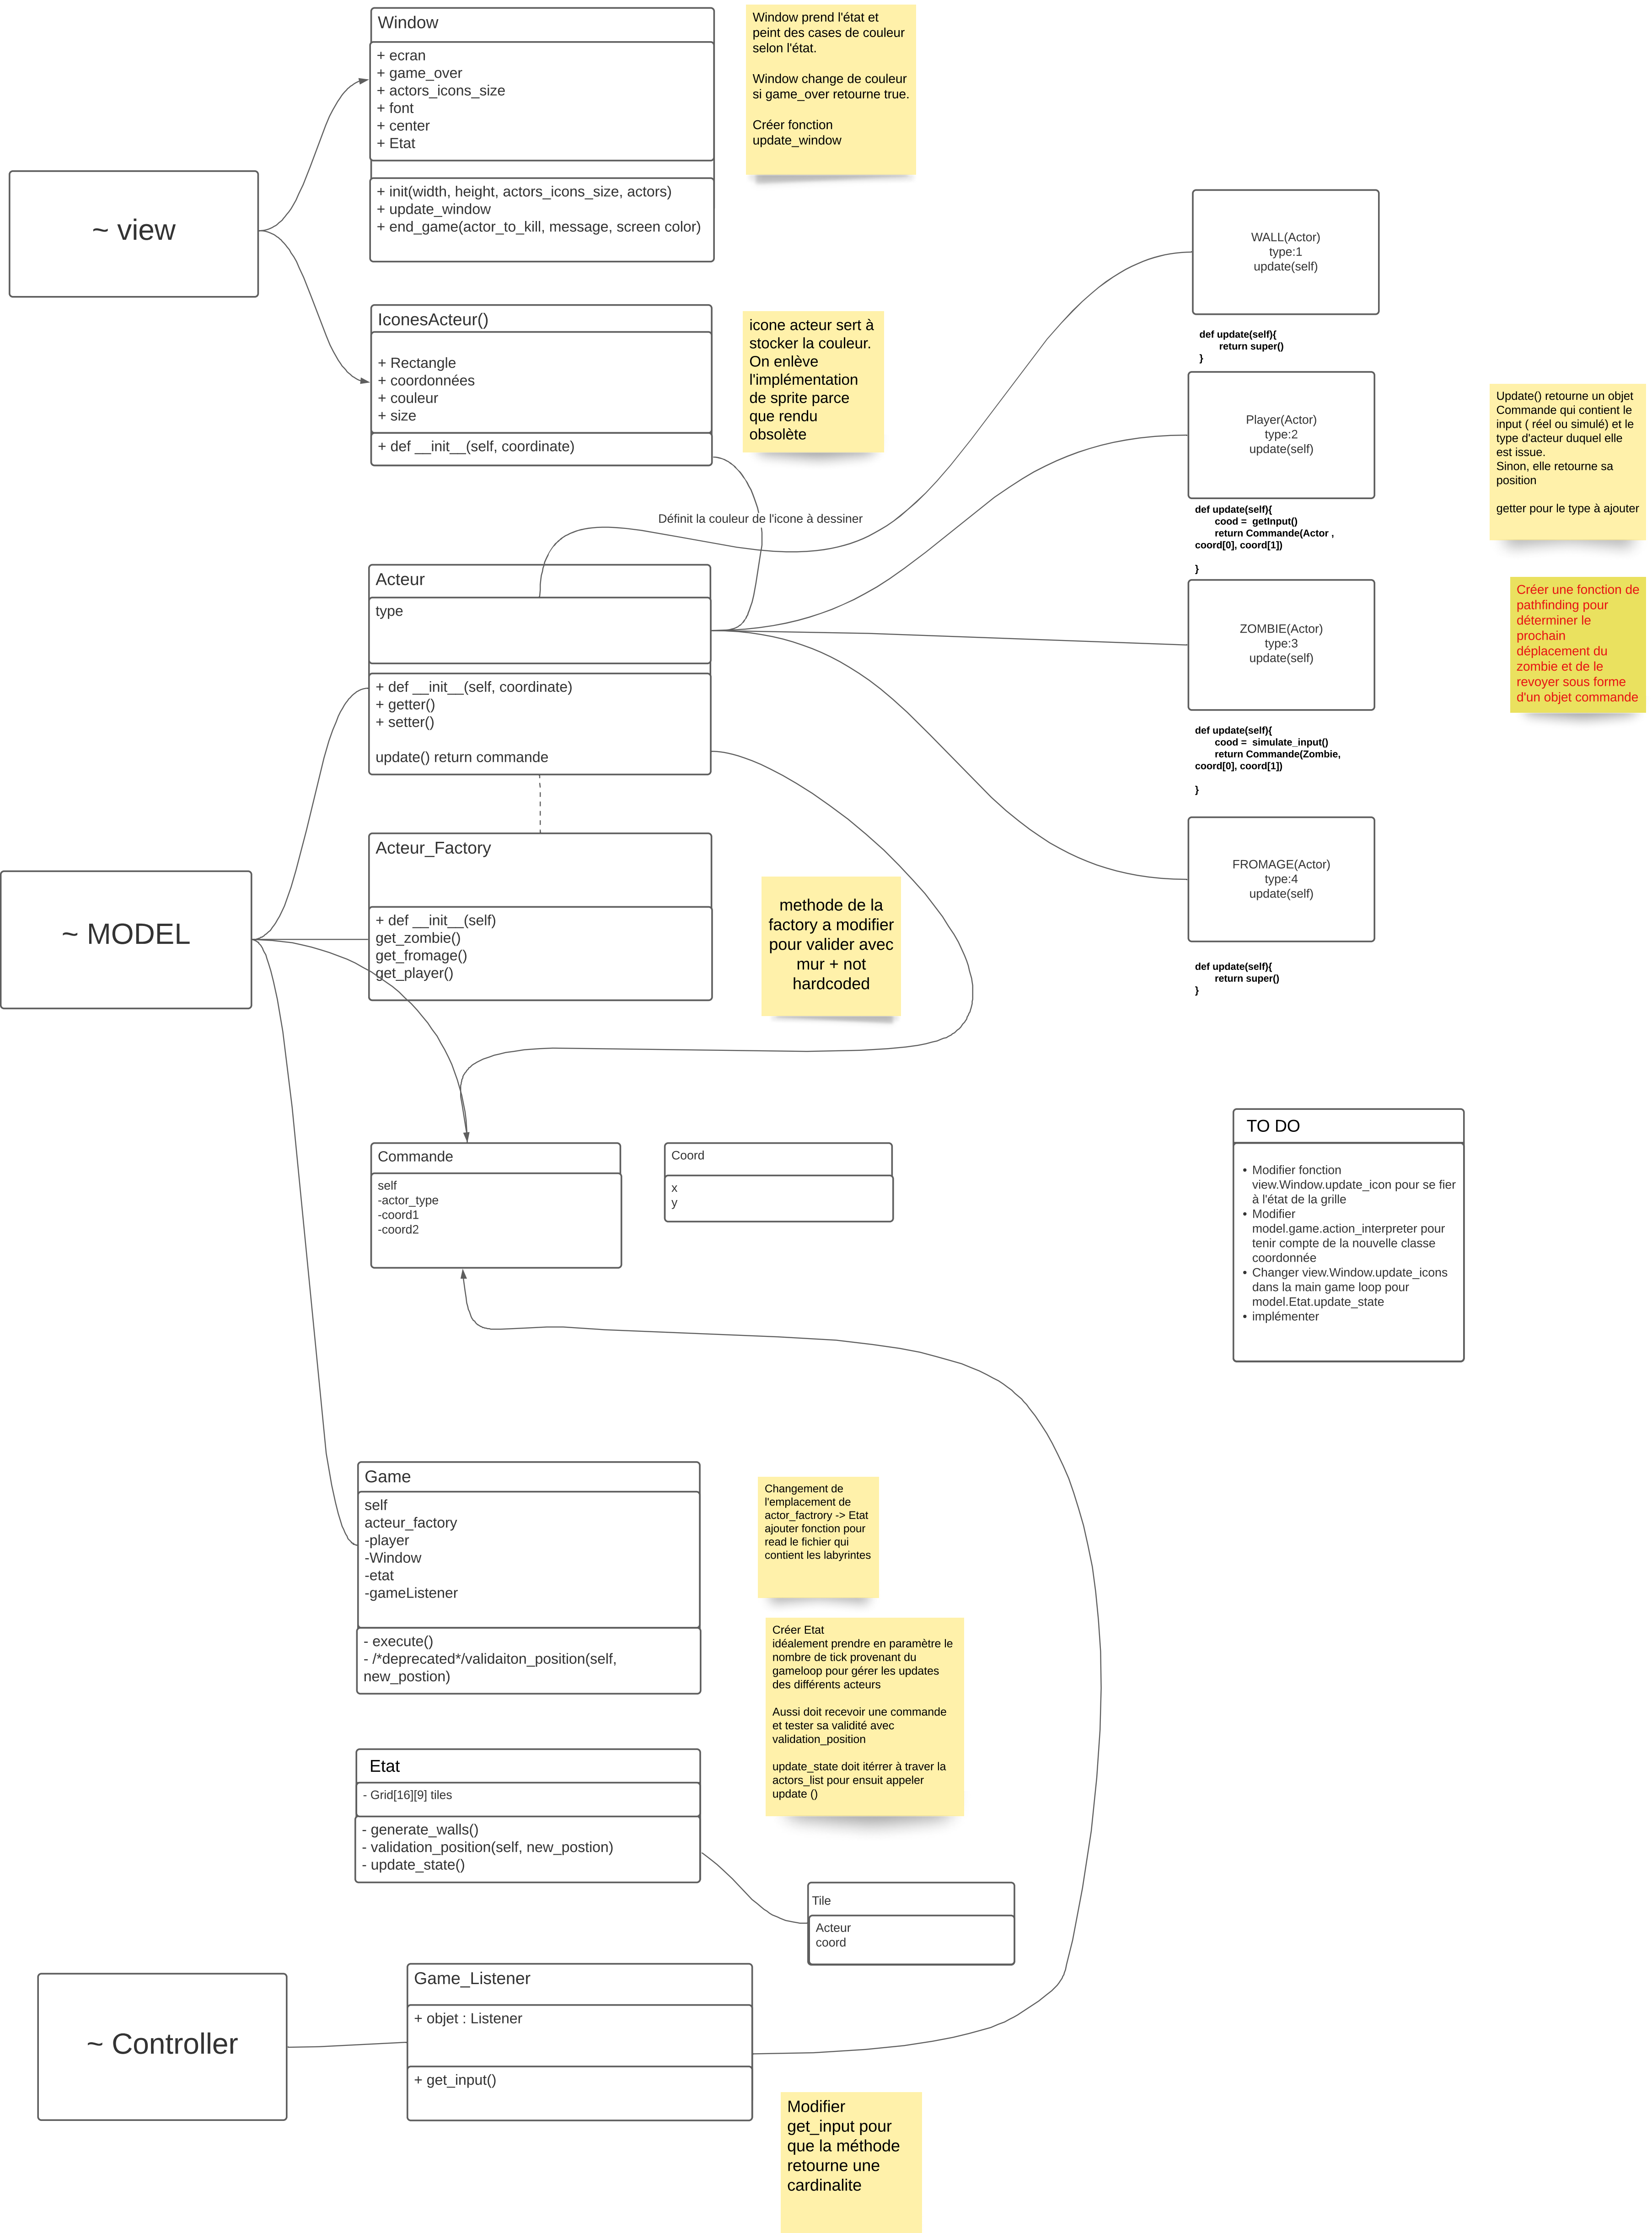 Window
+ ecran
+ game_over
+ actors_icons_size
+ font
+ center
+ Etat
+ init(width, height, actors_icons_size, actors)
+ update_window
+ end_game(actor_to_kill, message, screen color)
Window prend l'état et
peint des cases de couleur
selon l'état.
Window change de couleur
si game_over retourne true.
Créer fonction
update_window
~ view
IconesActeur()
+ Rectangle
+ coordonnées
+ couleur
+ size
+ def __init__(self, coordinate)
icone acteur sert à
stocker la couleur.
On enlève
l'implémentation
de sprite parce
que rendu
obsolète
WALL(Actor)
type:1
update(self)
def update(self){
return super()
}
Player(Actor)
type:2
update(self)
def update(self){
cood = getInput()
return Commande(Actor ,
coord[0], coord[1])
}
Update() retourne un objet
Commande qui contient le
input ( réel ou simulé) et le
type d'acteur duquel elle
est issue.
Sinon, elle retourne sa
position
getter pour le type à ajouter
Définit la couleur de l'icone à dessiner
Acteur
type
+ def __init__(self, coordinate)
+ getter()
+ setter()
update() return commande
ZOMBIE(Actor)
type:3
update(self)
def update(self){
cood = simulate_input()
return Commande(Zombie,
coord[0], coord[1])
}
Créer une fonction de
pathfinding pour
déterminer le
prochain
déplacement du
zombie et de le
revoyer sous forme
d'un objet commande
~ MODEL
Acteur_Factory
+ def __init__(self)
get_zombie()
get_fromage()
get_player()
methode de la
factory a modifier
pour valider avec
mur + not
hardcoded
FROMAGE(Actor)
type:4
update(self)
def update(self){
return super()
}
Commande
self
-actor_type
-coord1
-coord2
Coord
x
y
TO DO
• Modifier fonction
view.Window.update_icon pour se fier
à l'état de la grille
• Modifier
model.game.action_interpreter pour
tenir compte de la nouvelle classe
coordonnée
• Changer view.Window.update_icons
dans la main game loop pour
model.Etat.update_state
• implémenter
Game
self
acteur_factory
-player
-Window
-etat
-gameListener
- execute()
- /*deprecated*/validaiton_position(self,
new_postion)
Changement de
l'emplacement de
actor_factrory -> Etat
ajouter fonction pour
read le fichier qui
contient les labyrintes
Créer Etat
idéalement prendre en paramètre le
nombre de tick provenant du
gameloop pour gérer les updates
des différents acteurs
Aussi doit recevoir une commande
et tester sa validité avec
validation_position
update_state doit itérrer à traver la
actors_list pour ensuit appeler
update ()
Etat
- Grid[16][9] tiles
- generate_walls()
- validation_position(self, new_postion)
- update_state()
Tile
Acteur
coord
~ Controller
Game_Listener
+ objet : Listener
+ get_input()
Modifier
get_input pour
que la méthode
retourne une
cardinalite